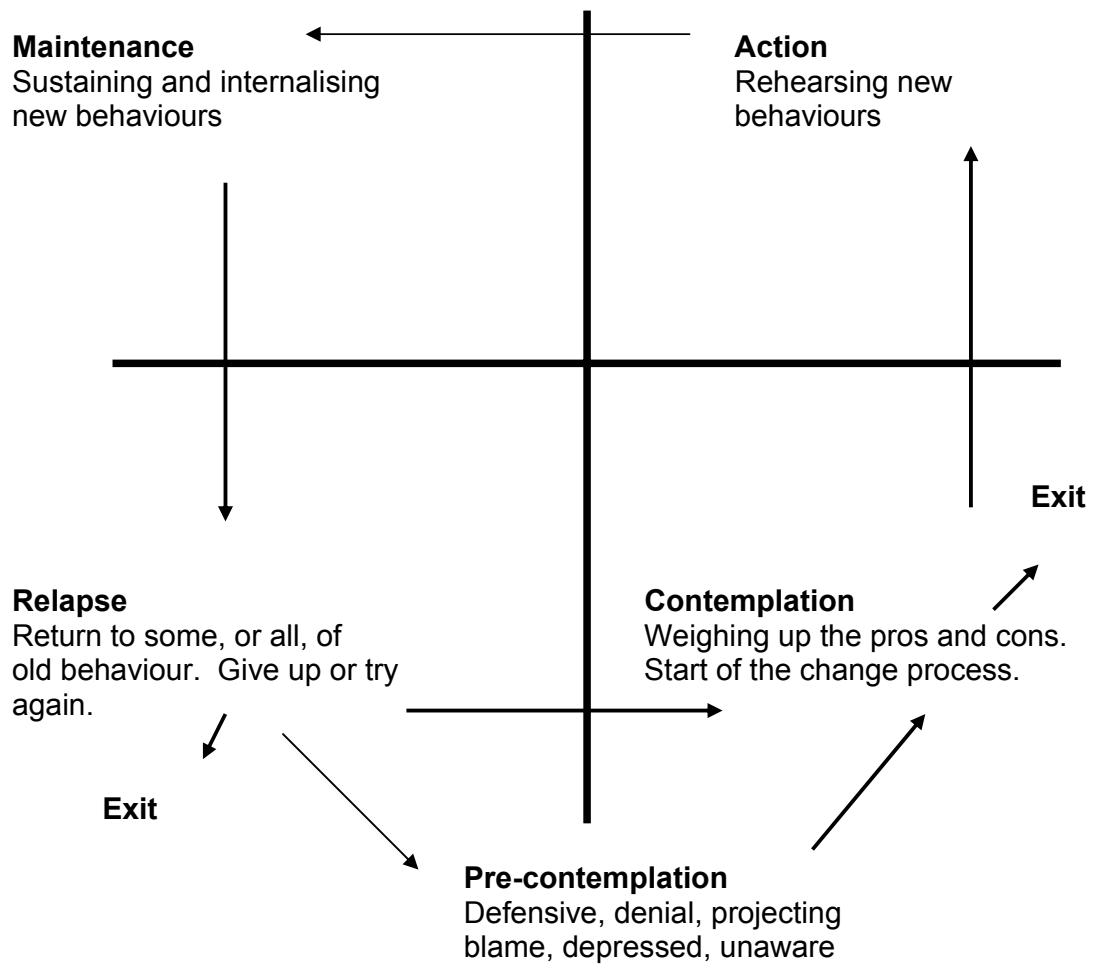 Maintenance
Sustaining and internalising
new behaviours
Action
Rehearsing new
behaviours
Exit
Relapse
Return to some, or all, of
old behaviour.  Give up or try
again.
Contemplation
Weighing up the pros and cons.
Start of the change process.
Exit
Pre-contemplation
Defensive, denial, projecting
blame, depressed, unaware